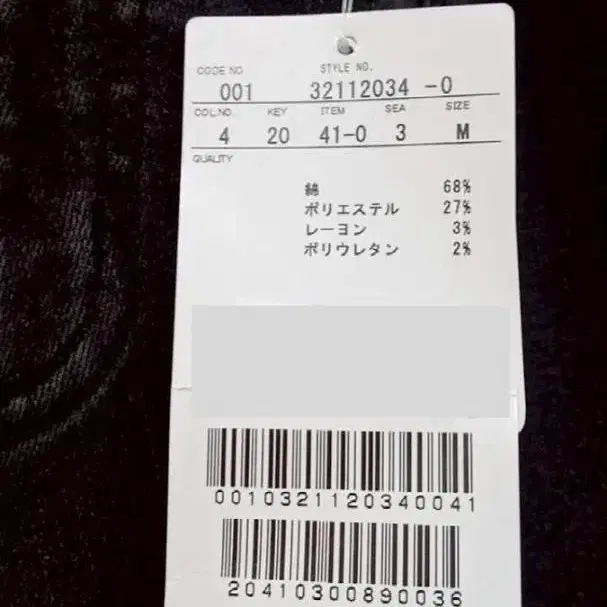 CODE NO. STYLE NO.
001 32112034 -0
COL.NO. KEY ITEM SEA SIZE
4 20 41-0 3 M
QUALITY
綿 68%
ポリエステル 27%
レーヨン 3%
ポリウレタン 2%
0010321120340041
20410300890036